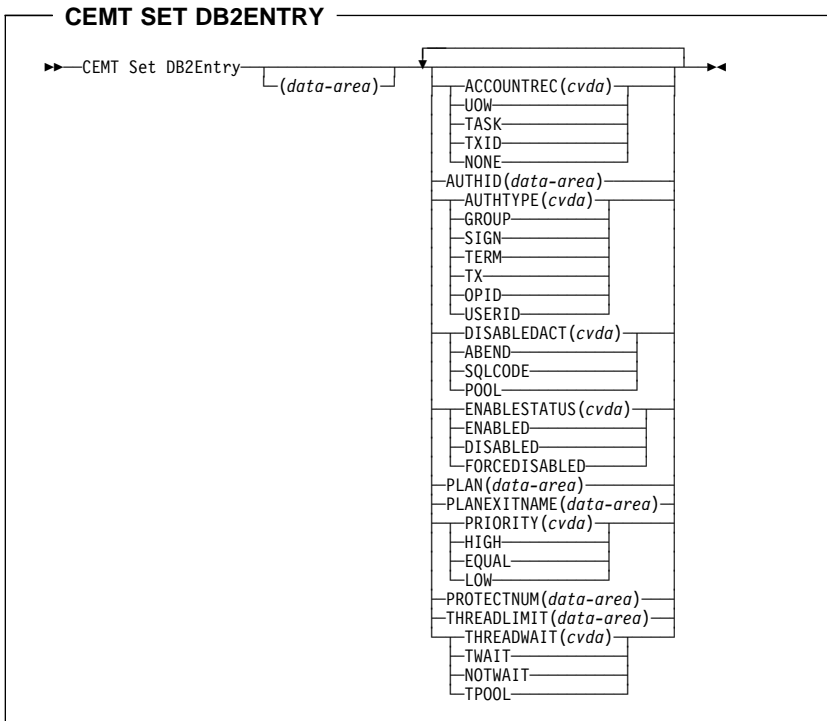 CEMT SET DB2ENTRY
CEMT Set DB2Entry
(data-area)
ACCOUNTREC(cvda)
UOW
TASK
TXID
NONE
AUTHID(data-area)
AUTHTYPE(cvda)
GROUP
SIGN
TERM
TX
OPID
USERID
DISABLEDACT(cvda)
ABEND
SQLCODE
POOL
ENABLESTATUS(cvda)
ENABLED
DISABLED
FORCEDISABLED
PLAN(data-area)
PLANEXITNAME(data-area)
PRIORITY(cvda)
HIGH
EQUAL
LOW
PROTECTNUM(data-area)
THREADLIMIT(data-area)
THREADWAIT(cvda)
TWAIT
NOTWAIT
TPOOL